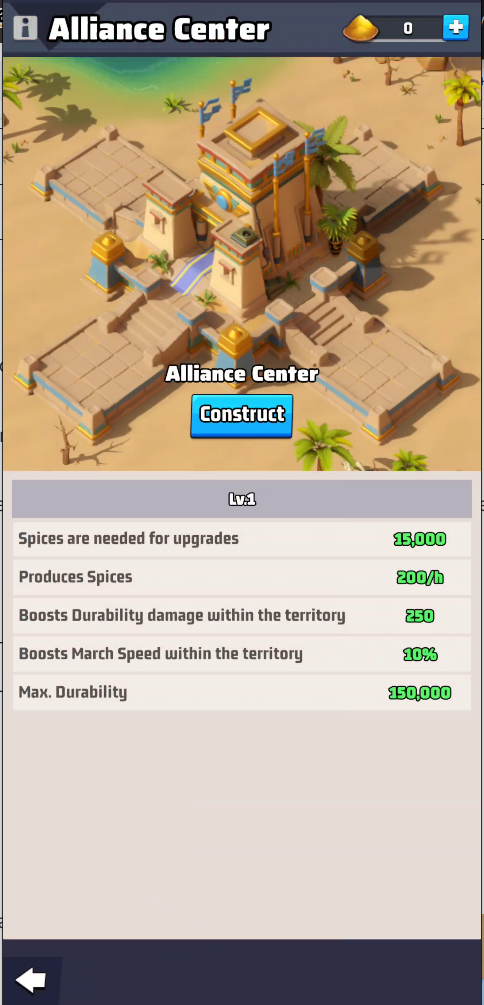 Alliance Center
0
Alliance Center
Construct
Lv.1
Spices are needed for upgrades 15,000
Produces Spices 200/h
Boosts Durability damage within the territory 250
Boosts March Speed within the territory 10%
Max. Durability 150,000